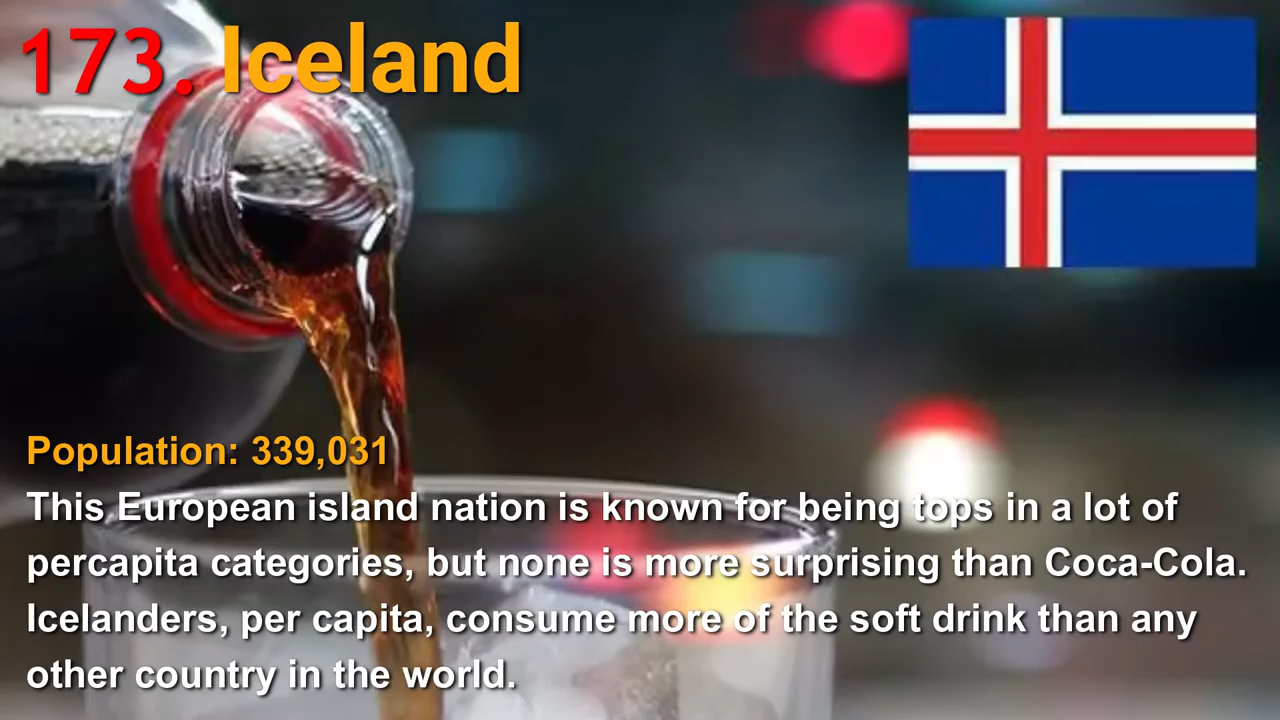 173. Iceland
Population: 339,031
This European island nation is known for being tops in a lot of
percapita categories, but none is more surprising than Coca-Cola.
Icelanders, per capita, consume more of the soft drink than any
other country in the world.